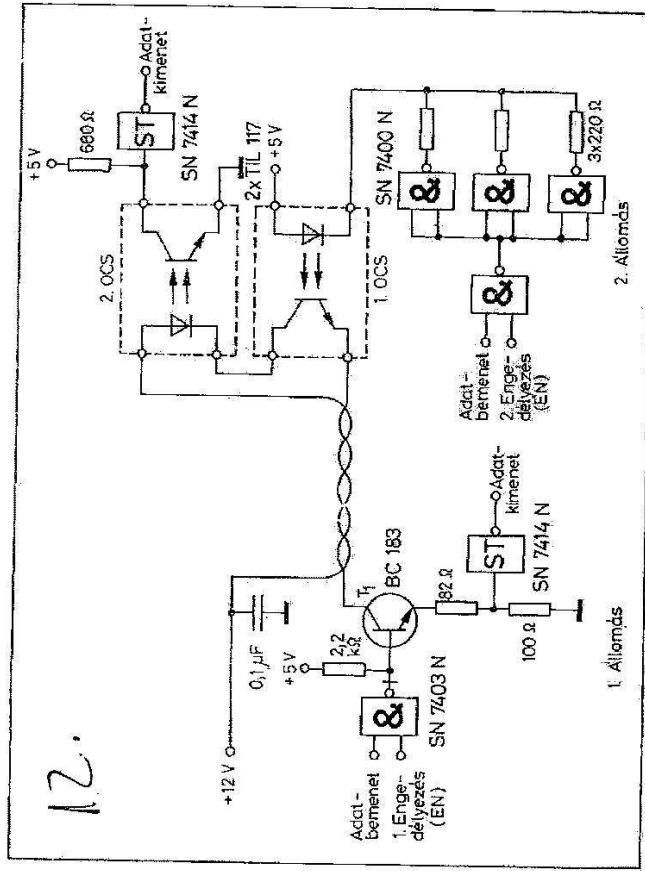 12.
+12 V
0,1 µF
+5V
2,2
kΩ
T1
BC 183
Adat-
bemenet
1. Enge-
délyezés
(EN)
&
SN 7403 N
82 Ω
100 Ω
ST
Adat-
kimenet
SN 7414 N
1. Állomás
2. OCS
+5V
680 Ω
ST
Adat-
kimenet
SN 7414 N
2x TIL 117
+5 V
1. OCS
Adat-
bemenet
2. Enge-
délyezés
(EN)
&
&
&
&
SN 7400 N
3x220 Ω
2. Állomás